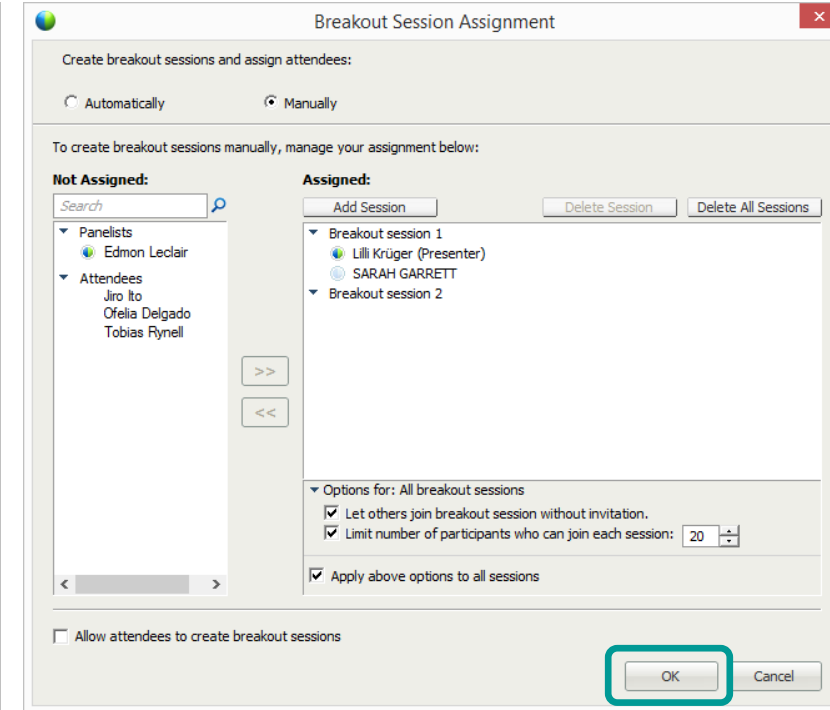 Breakout Session Assignment
Create breakout sessions and assign attendees:
Automatically
Manually
To create breakout sessions manually, manage your assignment below:
Not Assigned:
Search
Panelists
Edmon Leclair
Attendees
Jiro Ito
Ofelia Delgado
Tobias Rynell
>>
<<
Assigned:
Add Session
Delete Session
Delete All Sessions
Breakout session 1
Lilli Krüger (Presenter)
SARAH GARRETT
Breakout session 2
Options for: All breakout sessions
Let others join breakout session without invitation.
Limit number of participants who can join each session: 20
Apply above options to all sessions
Allow attendees to create breakout sessions
OK
Cancel